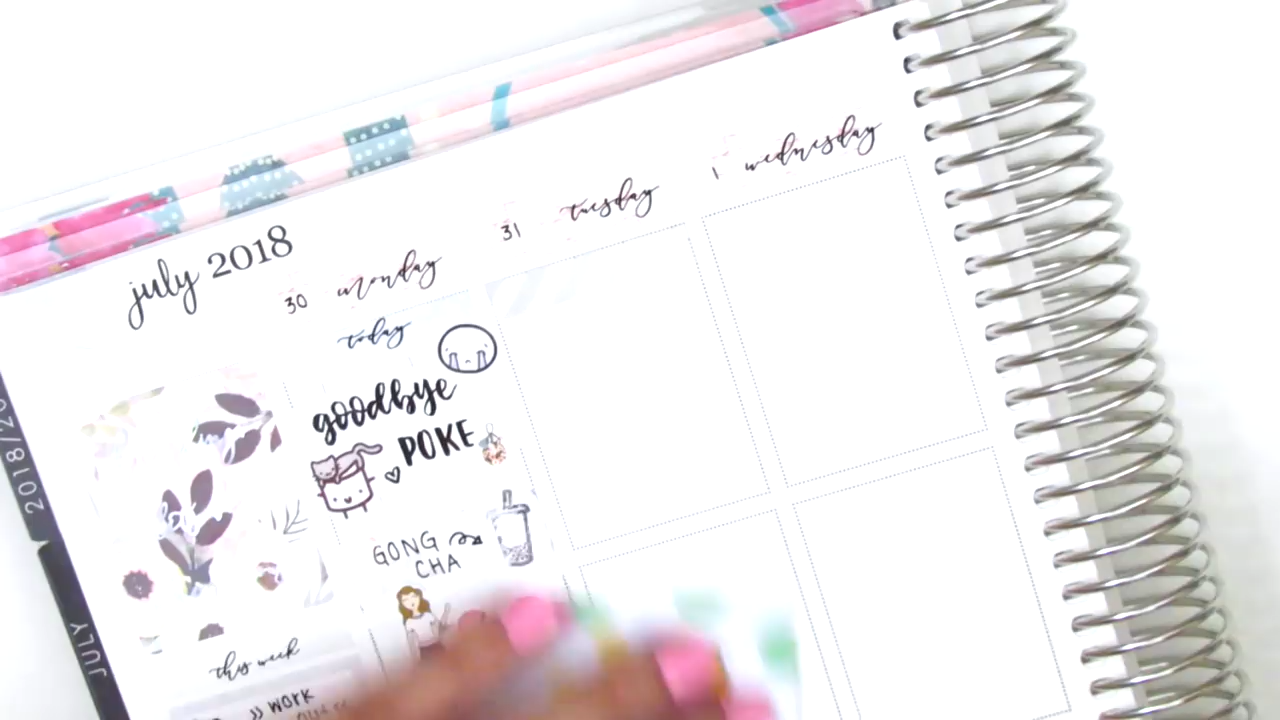 july 2018
30 monday
31 tuesday
1 wednesday
today
goodbye
POKE
GONG
CHA
this week
» WORK
2018/20
JULY